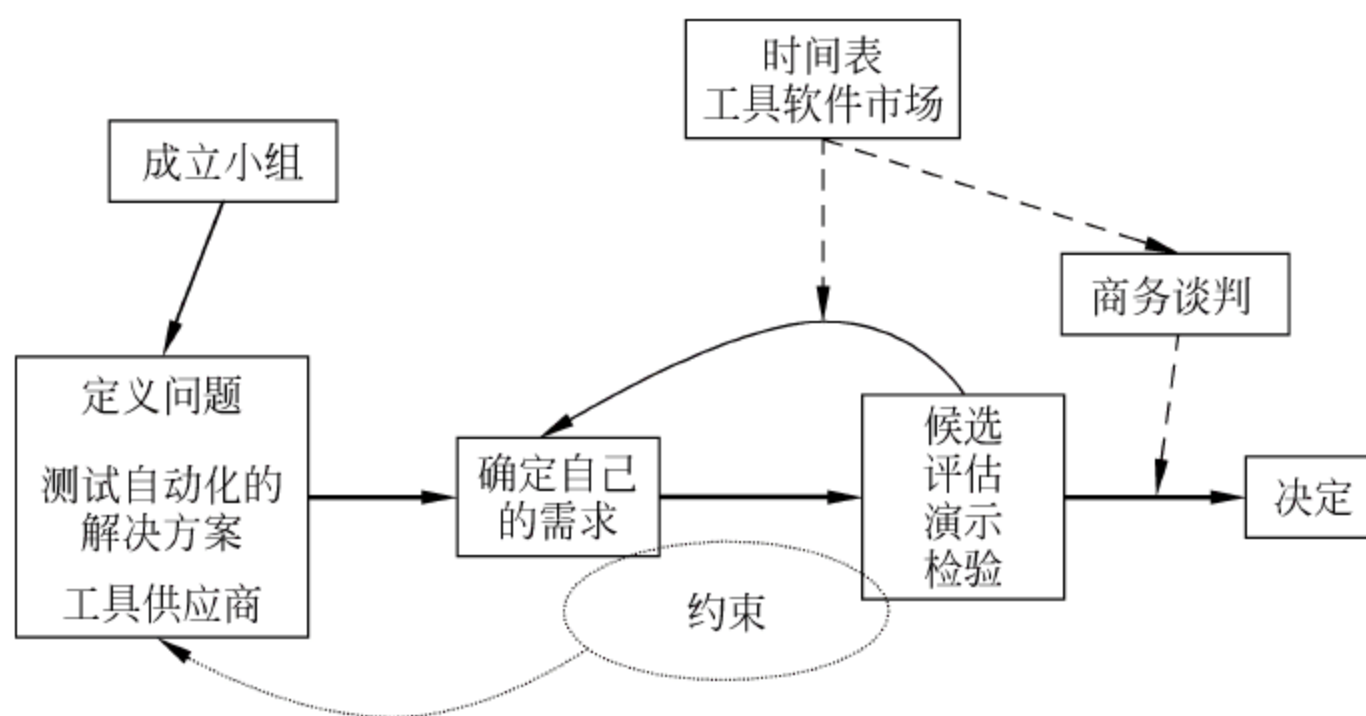 时间表
工具软件市场
成立小组
商务谈判
定义问题
测试自动化的
解决方案
工具供应商
确定自己
的需求
候选
评估
演示
检验
决定
约束